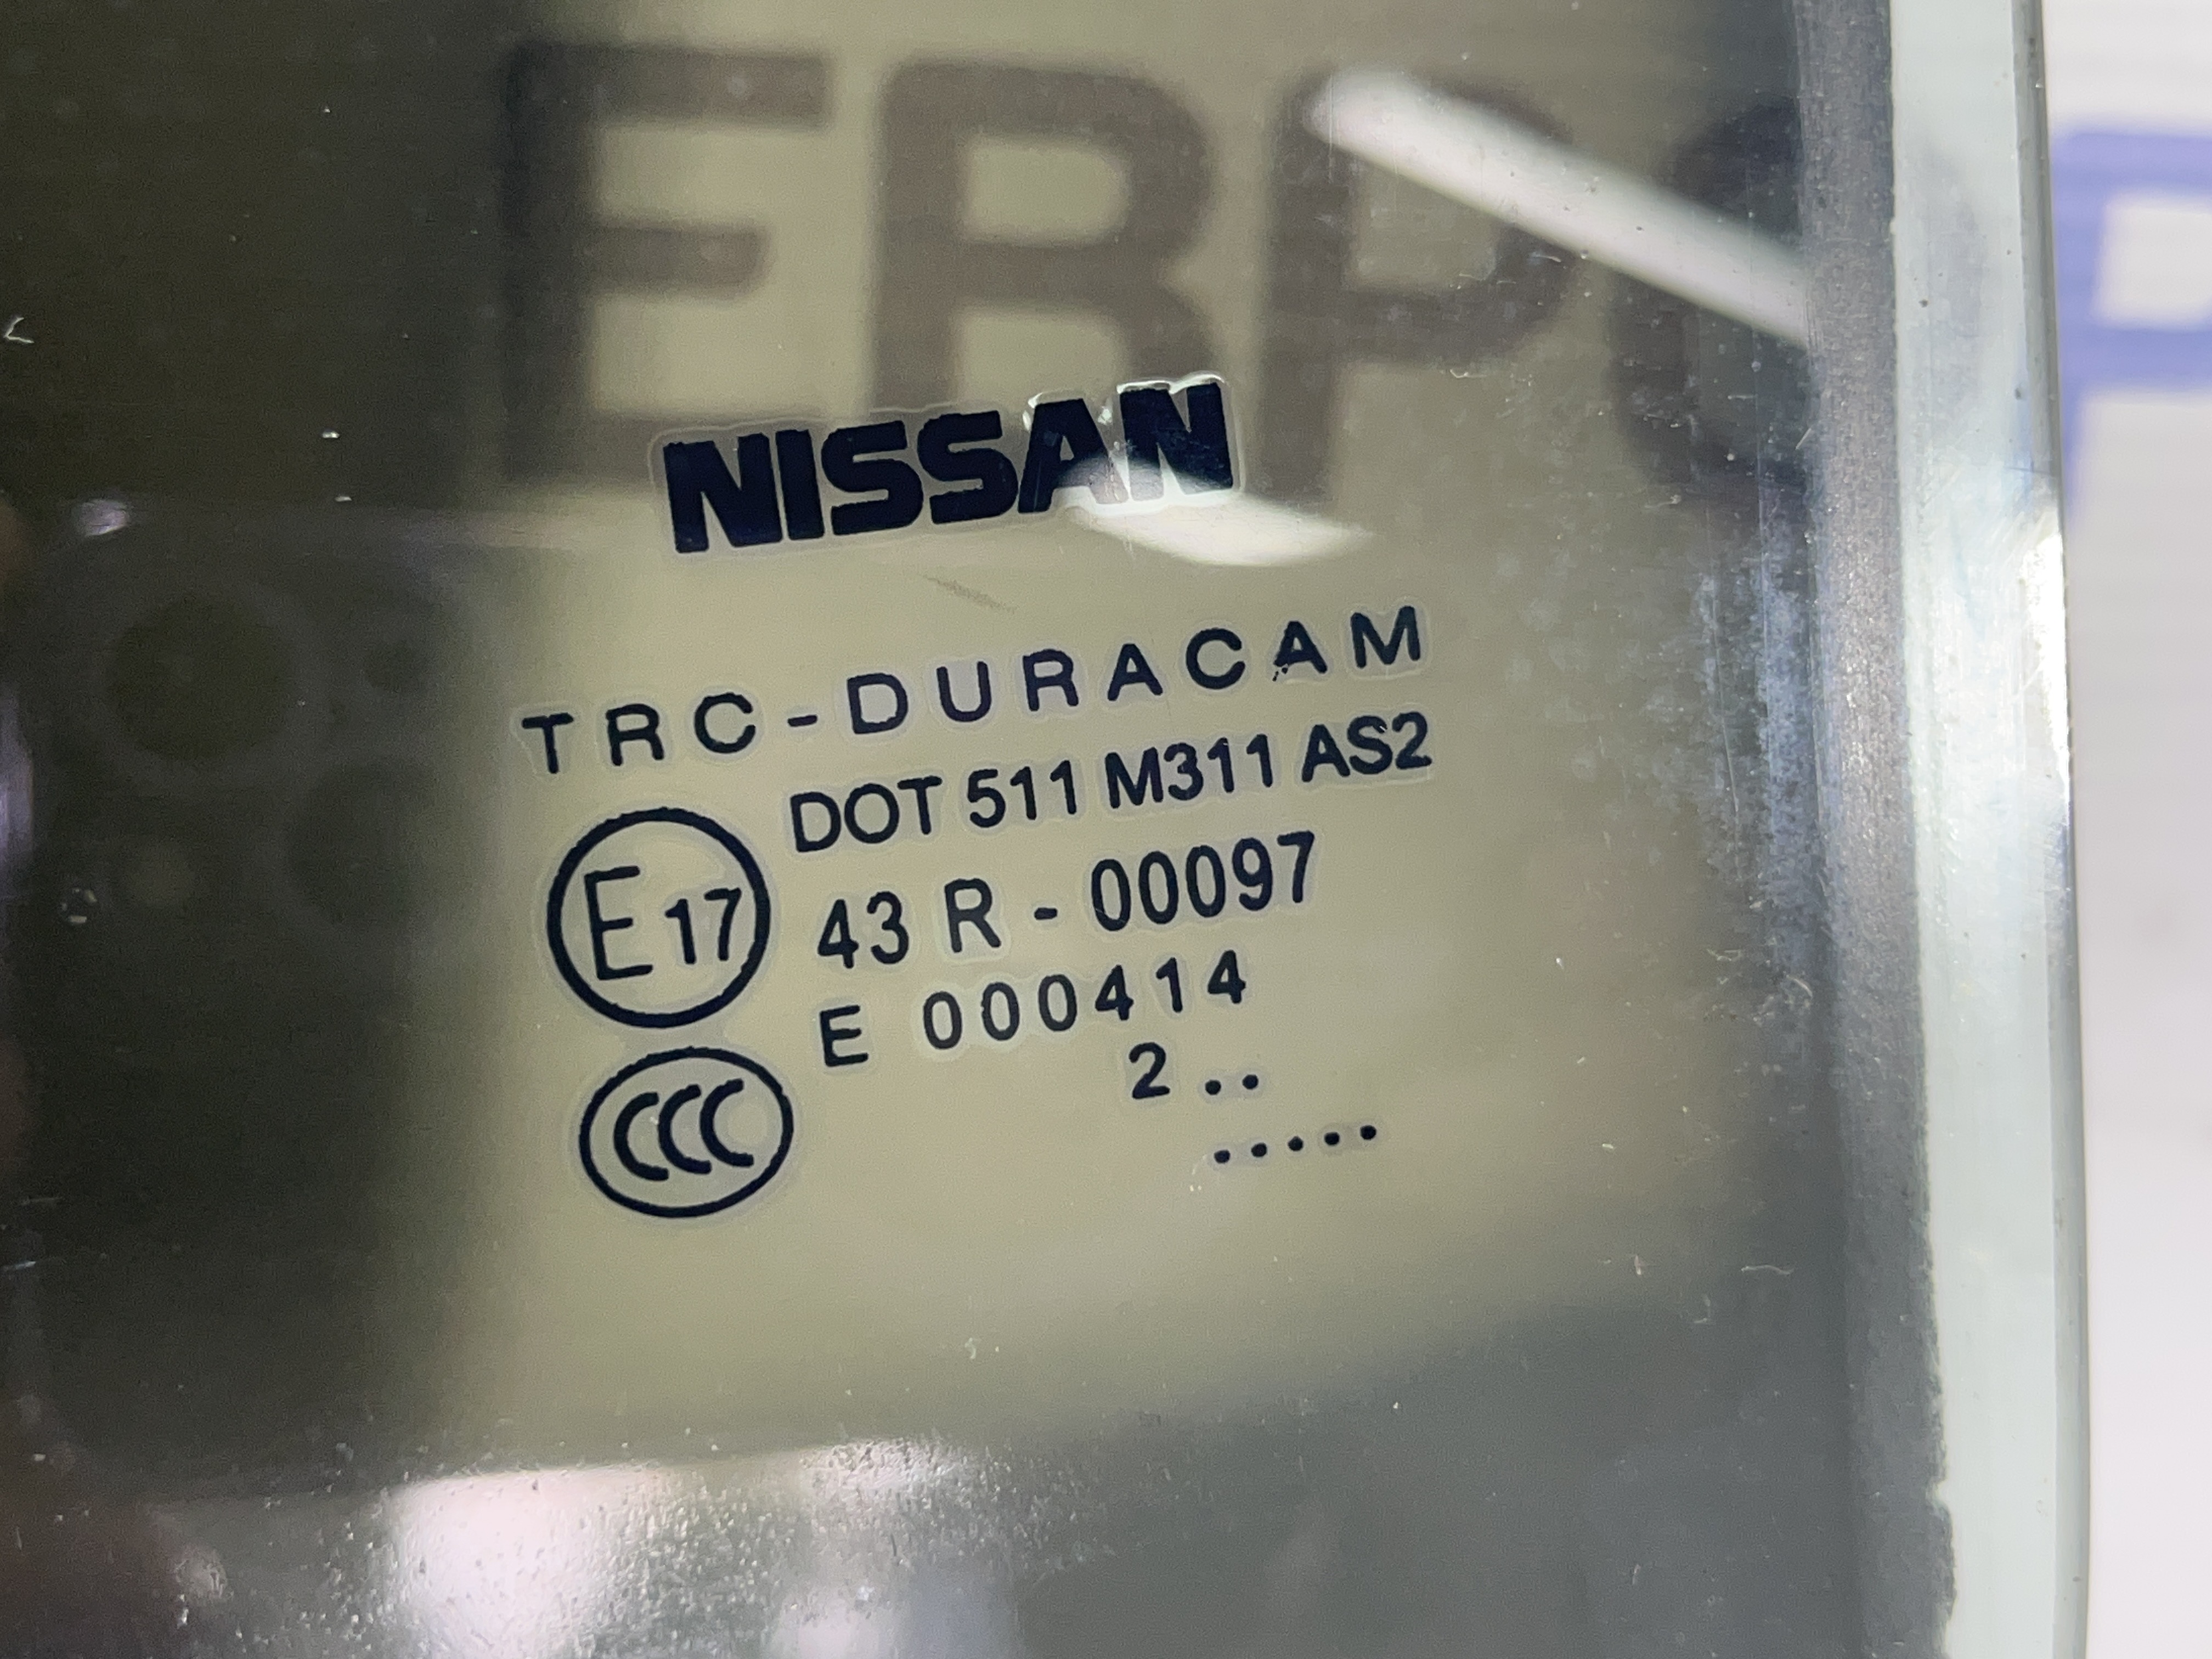 NISSAN
TRC-DURACAM
DOT 511 M311 AS2
E17
43 R - 00097
E 000414
CCC
2 ..
.....